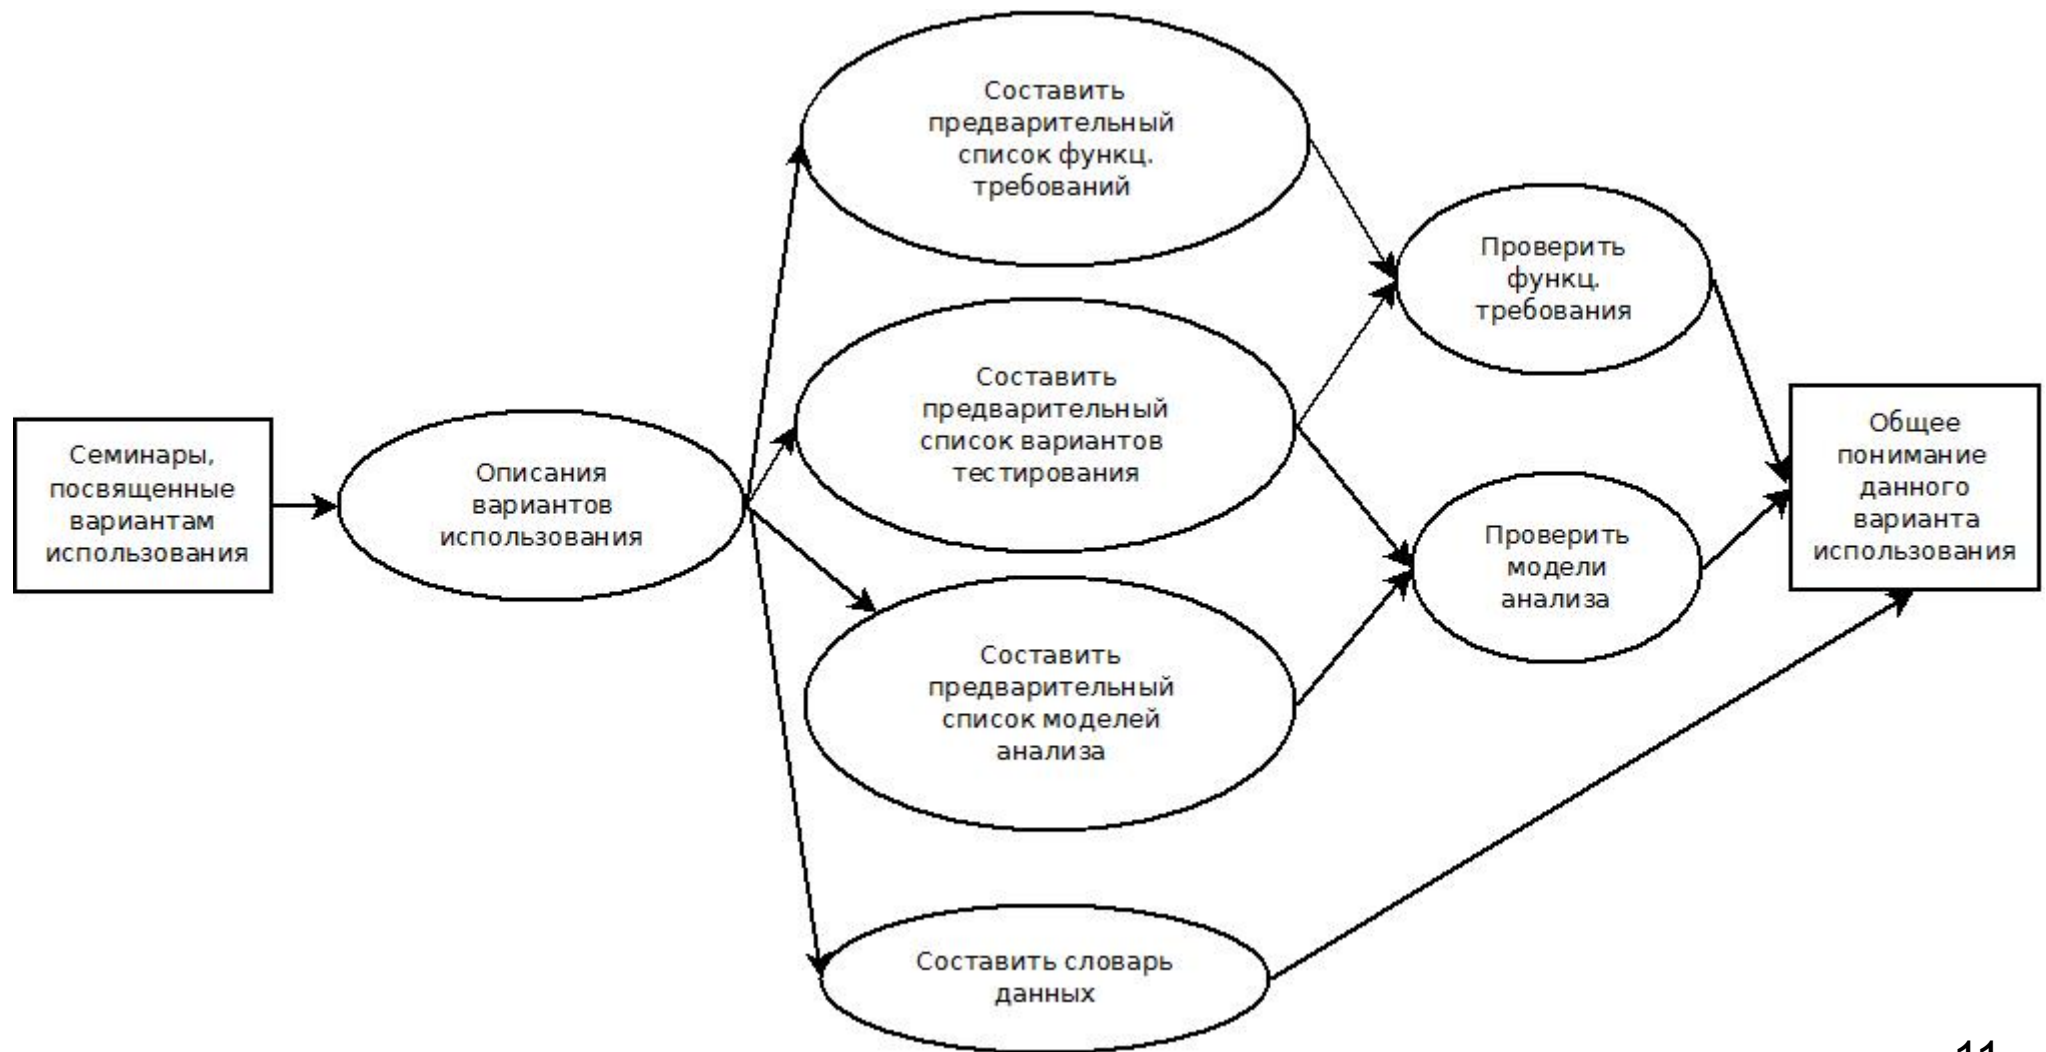 Составить
предварительный
список функц.
требований
Проверить
функц.
требования
Составить
предварительный
список вариантов
тестирования
Семинары,
посвященные
вариантам
использования
Описания
вариантов
использования
Общее
понимание
данного
варианта
использования
Проверить
модели
анализа
Составить
предварительный
список моделей
анализа
Составить словарь
данных
11